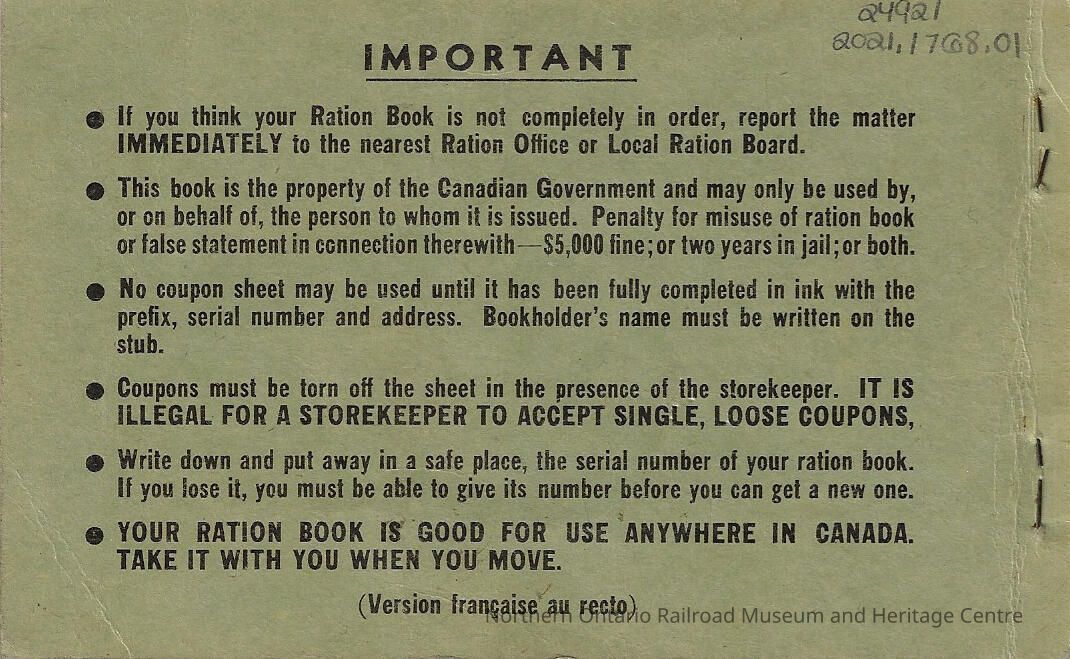 24921
2021.1768.01
IMPORTANT
● If you think your Ration Book is not completely in order, report the matter
IMMEDIATELY to the nearest Ration Office or Local Ration Board.
● This book is the property of the Canadian Government and may only be used by,
or on behalf of, the person to whom it is issued. Penalty for misuse of ration book
or false statement in connection therewith—$5,000 fine; or two years in jail; or both.
● No coupon sheet may be used until it has been fully completed in ink with the
prefix, serial number and address. Bookholder's name must be written on the
stub.
● Coupons must be torn off the sheet in the presence of the storekeeper. IT IS
ILLEGAL FOR A STOREKEEPER TO ACCEPT SINGLE, LOOSE COUPONS,
● Write down and put away in a safe place, the serial number of your ration book.
If you lose it, you must be able to give its number before you can get a new one.
● YOUR RATION BOOK IS GOOD FOR USE ANYWHERE IN CANADA.
TAKE IT WITH YOU WHEN YOU MOVE.
(Version française au recto)
Northern Ontario Railroad Museum and Heritage Centre